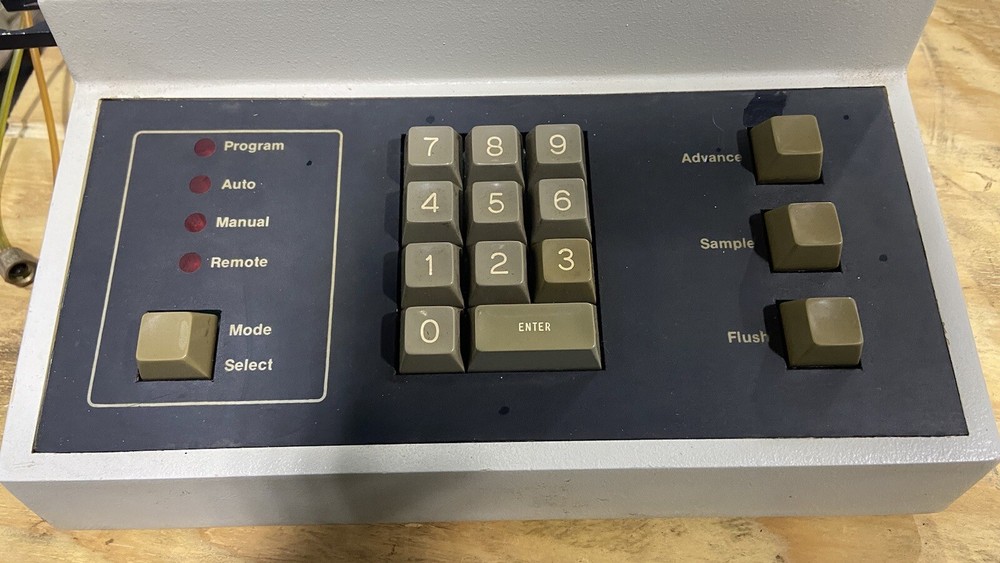 Program
Auto
Manual
Remote
Mode
Select
7 8 9
4 5 6
1 2 3
0 ENTER
Advance
Sample
Flush